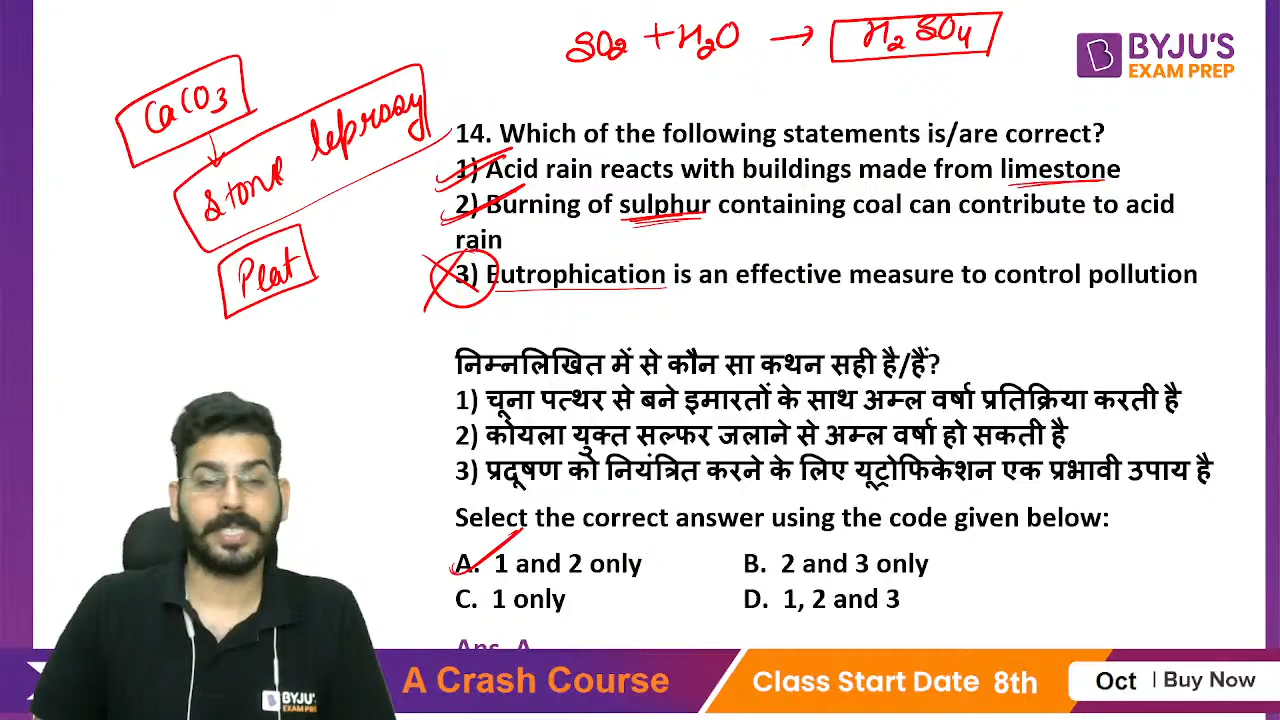 SO2 + H2O → H2SO4
BYJU'S
EXAM PREP
CaCO3
stone leprosy
Peat
14. Which of the following statements is/are correct?
1) Acid rain reacts with buildings made from limestone
2) Burning of sulphur containing coal can contribute to acid
rain
3) Eutrophication is an effective measure to control pollution
निम्नलिखित में से कौन सा कथन सही है/हैं?
1) चूना पत्थर से बने इमारतों के साथ अम्ल वर्षा प्रतिक्रिया करती है
2) कोयला युक्त सल्फर जलाने से अम्ल वर्षा हो सकती है
3) प्रदूषण को नियंत्रित करने के लिए यूट्रोफिकेशन एक प्रभावी उपाय है
Select the correct answer using the code given below:
A. 1 and 2 only B. 2 and 3 only
C. 1 only D. 1, 2 and 3
Ans. A
BYJU'S
EXAM PREP
A Crash Course
Class Start Date 8th
Oct | Buy Now